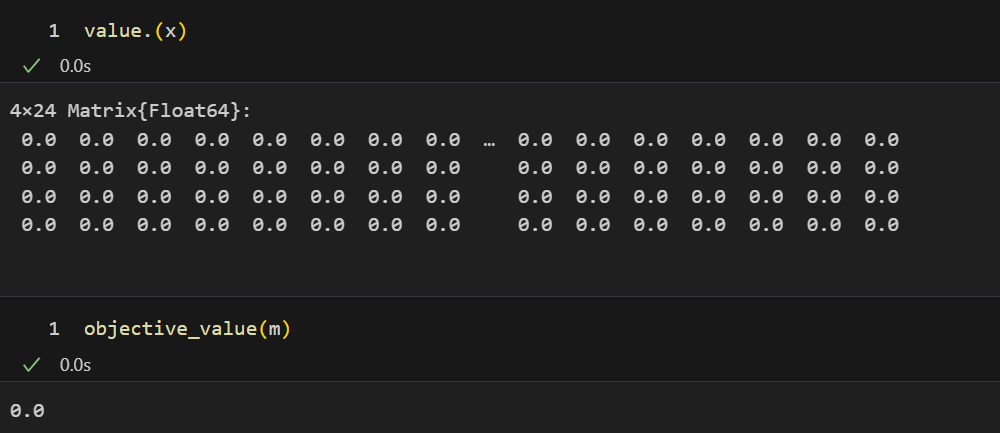 1 value.(x)
0.0s
4×24 Matrix{Float64}:
0.0 0.0 0.0 0.0 0.0 0.0 0.0 0.0 … 0.0 0.0 0.0 0.0 0.0 0.0 0.0
0.0 0.0 0.0 0.0 0.0 0.0 0.0 0.0 0.0 0.0 0.0 0.0 0.0 0.0 0.0
0.0 0.0 0.0 0.0 0.0 0.0 0.0 0.0 0.0 0.0 0.0 0.0 0.0 0.0 0.0
0.0 0.0 0.0 0.0 0.0 0.0 0.0 0.0 0.0 0.0 0.0 0.0 0.0 0.0 0.0
1 objective_value(m)
0.0s
0.0